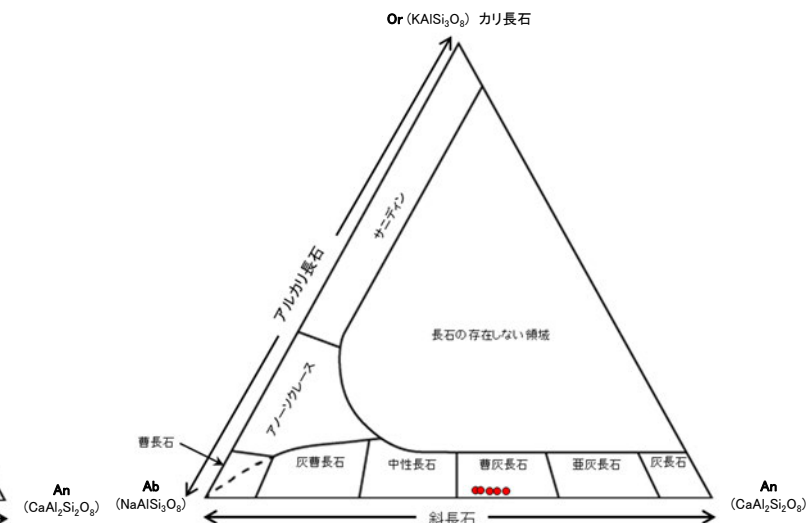 Or (KAlSi₃O₈) カリ長石
サニディン
アルカリ長石
長石の存在しない領域
アノーソクレース
曹長石
灰曹長石
中性長石
曹灰長石
亜灰長石
灰長石
An
(CaAl₂Si₂O₈)
Ab
(NaAlSi₃O₈)
An
(CaAl₂Si₂O₈)
斜長石